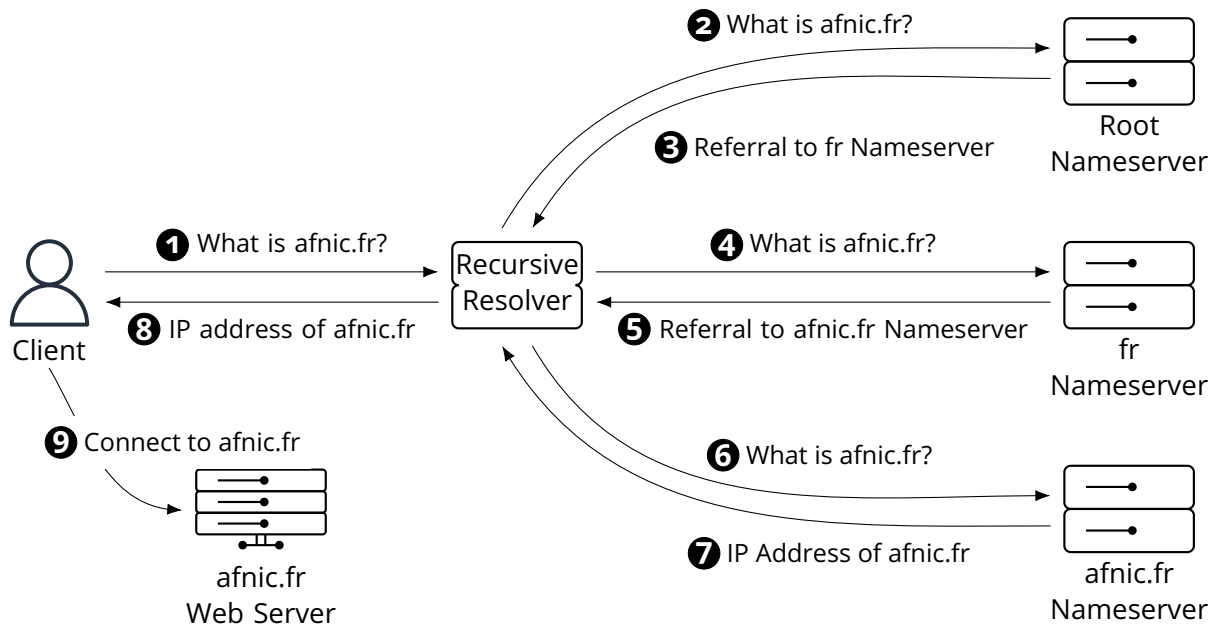 2 What is afnic.fr?
Root
Nameserver
3 Referral to fr Nameserver
1 What is afnic.fr?
Recursive
Resolver
4 What is afnic.fr?
8 IP address of afnic.fr
5 Referral to afnic.fr Nameserver
Client
fr
Nameserver
9 Connect to afnic.fr
6 What is afnic.fr?
7 IP Address of afnic.fr
afnic.fr
Web Server
afnic.fr
Nameserver